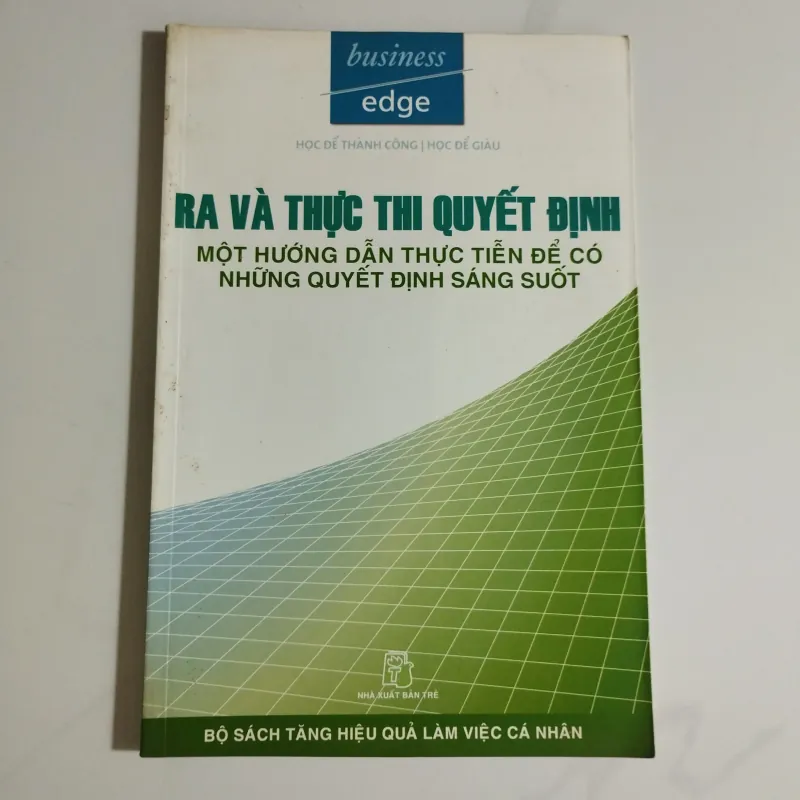 business
edge
HỌC ĐỂ THÀNH CÔNG | HỌC ĐỂ GIÀU
RA VÀ THỰC THI QUYẾT ĐỊNH
MỘT HƯỚNG DẪN THỰC TIỄN ĐỂ CÓ
NHỮNG QUYẾT ĐỊNH SÁNG SUỐT
NHÀ XUẤT BẢN TRẺ
BỘ SÁCH TĂNG HIỆU QUẢ LÀM VIỆC CÁ NHÂN